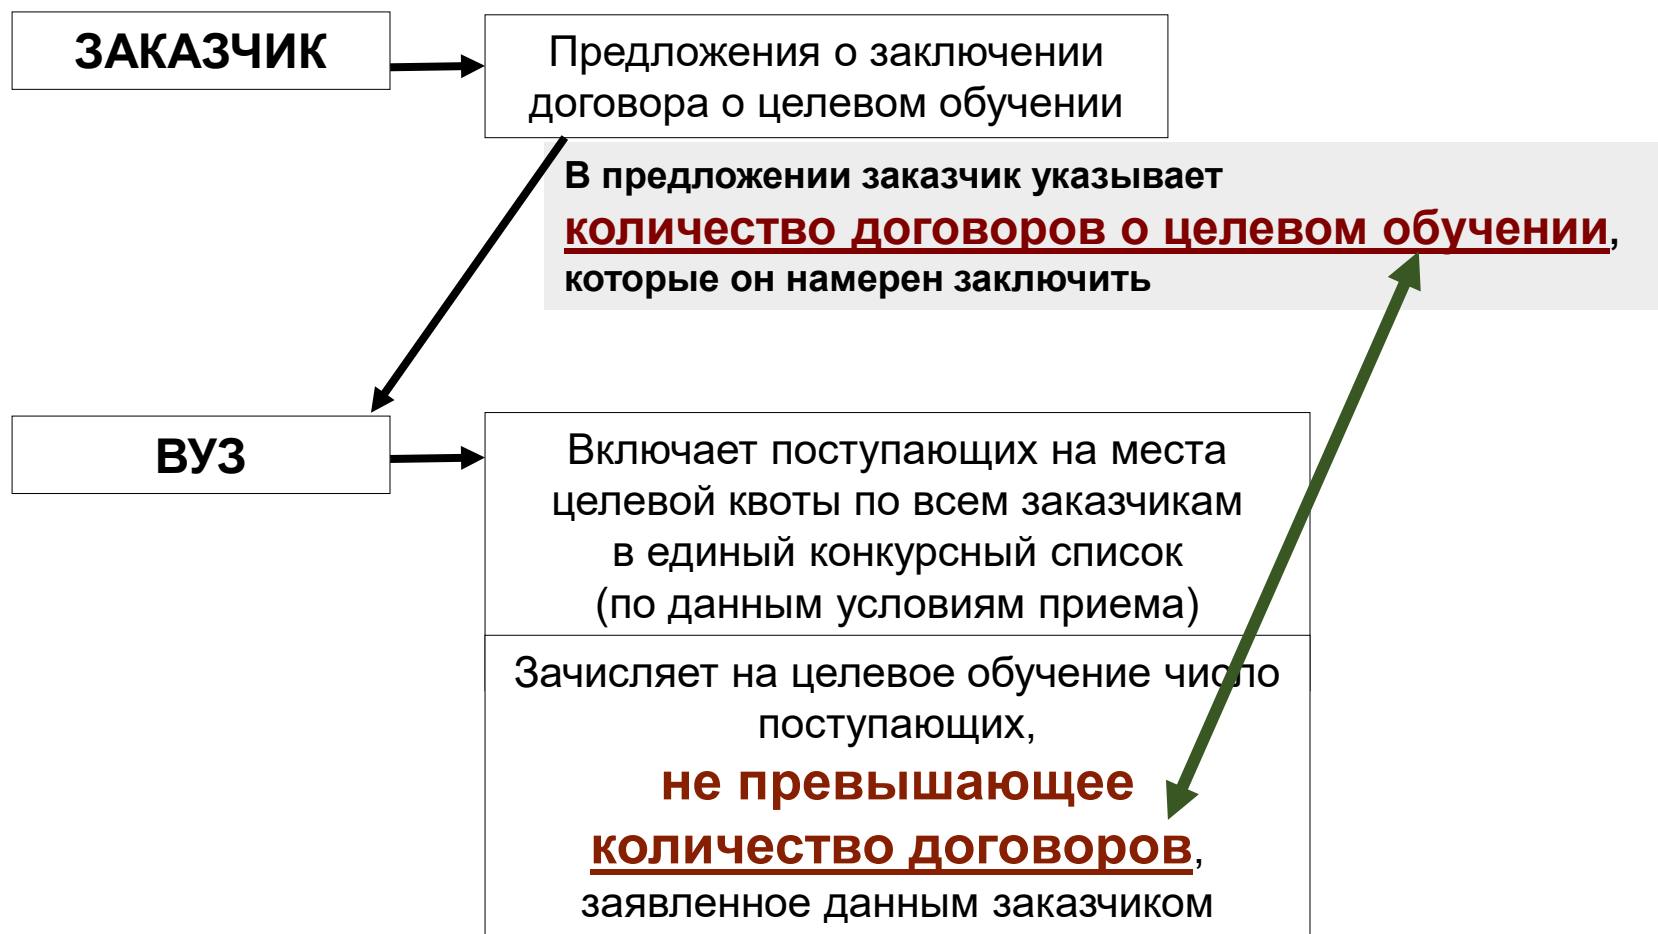 ЗАКАЗЧИК
Предложения о заключении
договора о целевом обучении
В предложении заказчик указывает
количество договоров о целевом обучении,
которые он намерен заключить
ВУЗ
Включает поступающих на места
целевой квоты по всем заказчикам
в единый конкурсный список
(по данным условиям приема)
Зачисляет на целевое обучение число
поступающих,
не превышающее
количество договоров,
заявленное данным заказчиком